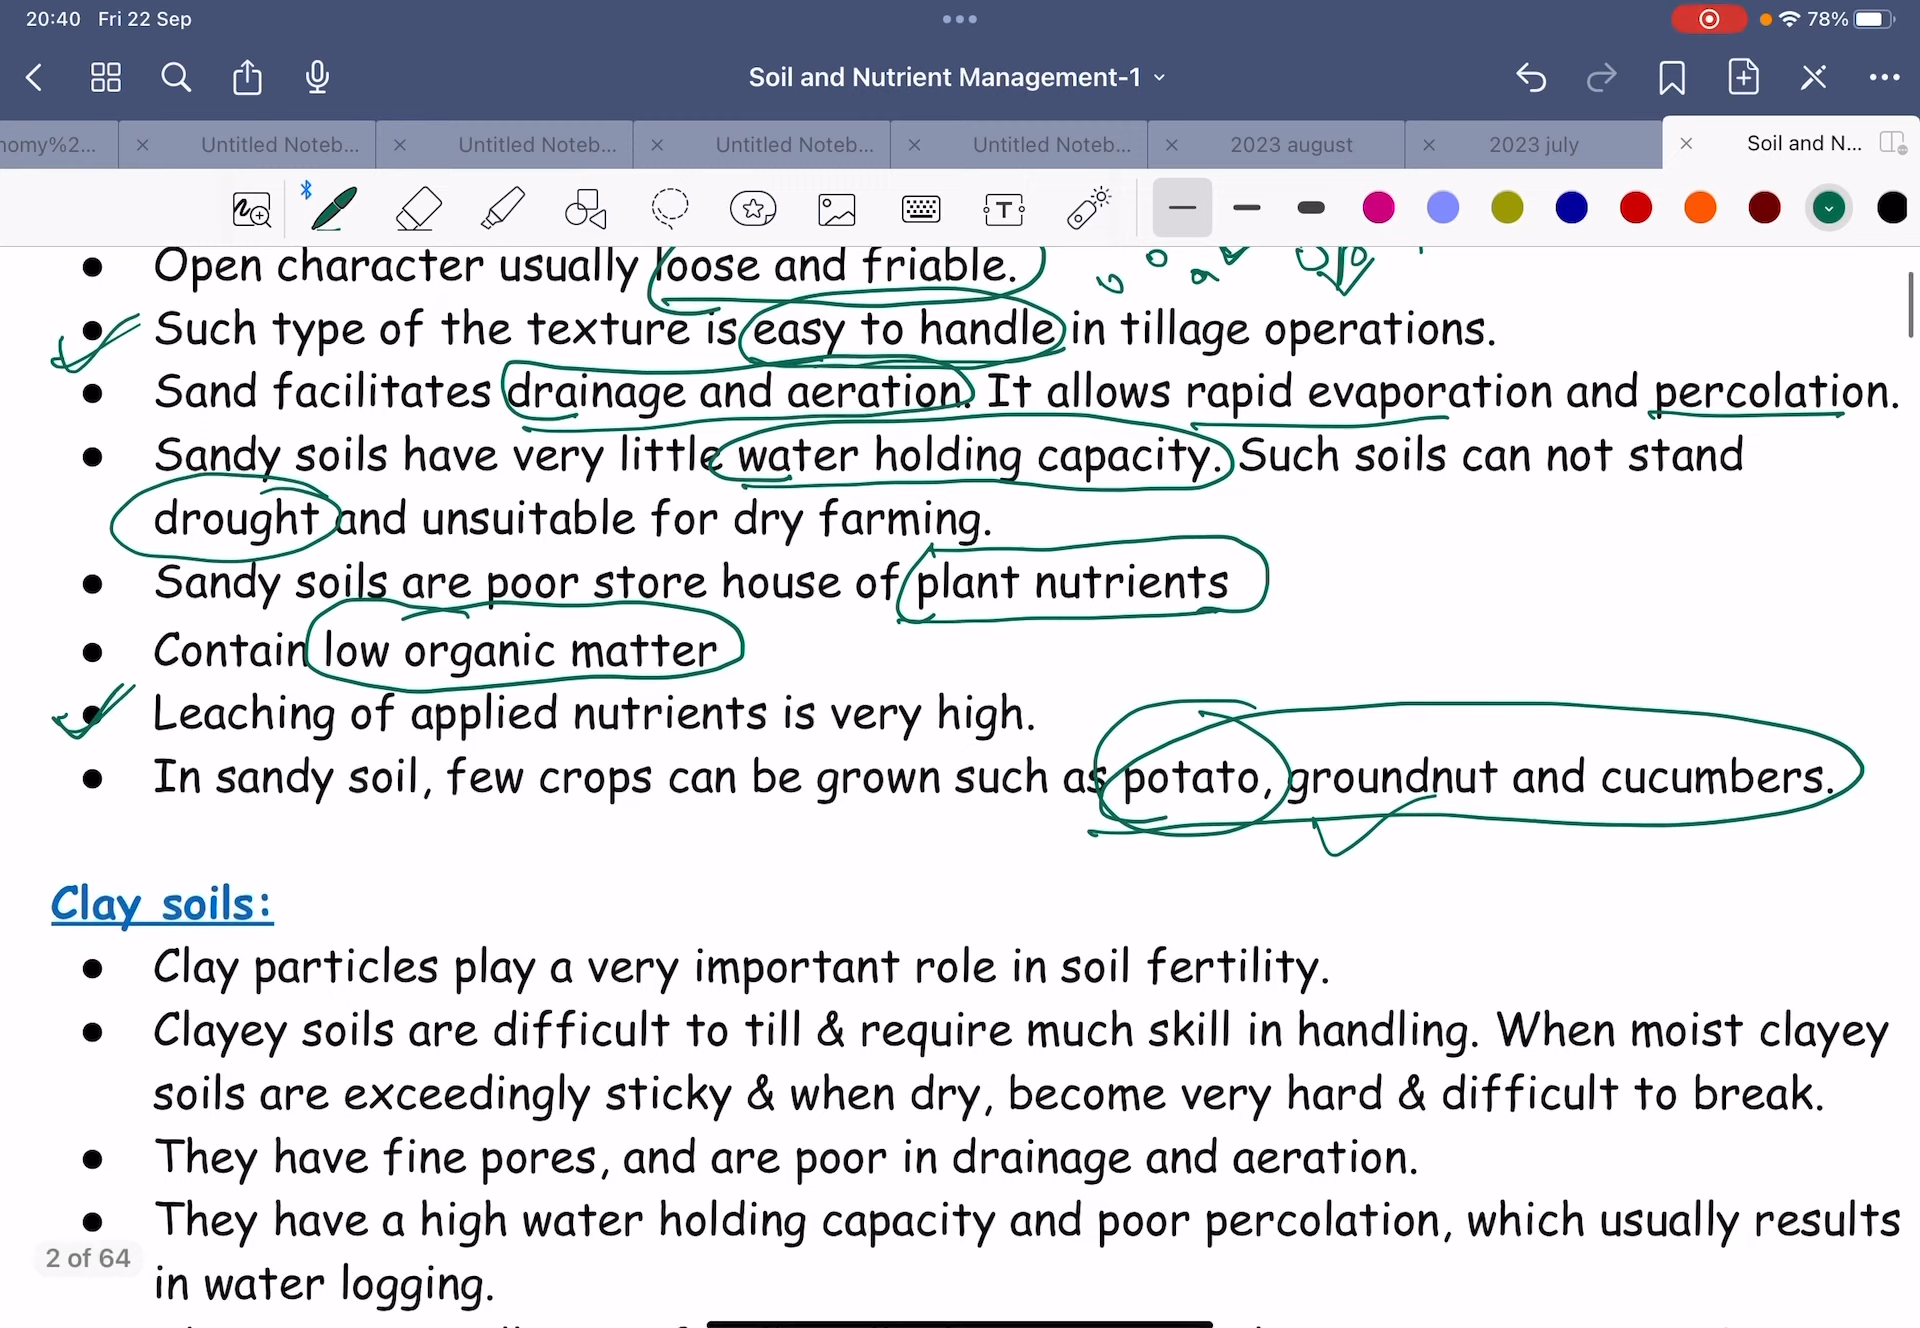 20:40 Fri 22 Sep
78%
Soil and Nutrient Management-1
nomy%2... Untitled Noteb... Untitled Noteb... Untitled Noteb... Untitled Noteb... 2023 august 2023 july Soil and N...
• Open character usually loose and friable.
• Such type of the texture is easy to handle in tillage operations.
• Sand facilitates drainage and aeration. It allows rapid evaporation and percolation.
• Sandy soils have very little water holding capacity. Such soils can not stand
drought and unsuitable for dry farming.
• Sandy soils are poor store house of plant nutrients
• Contain low organic matter
• Leaching of applied nutrients is very high.
• In sandy soil, few crops can be grown such as potato, groundnut and cucumbers.
Clay soils:
• Clay particles play a very important role in soil fertility.
• Clayey soils are difficult to till & require much skill in handling. When moist clayey
soils are exceedingly sticky & when dry, become very hard & difficult to break.
• They have fine pores, and are poor in drainage and aeration.
• They have a high water holding capacity and poor percolation, which usually results
2 of 64
in water logging.